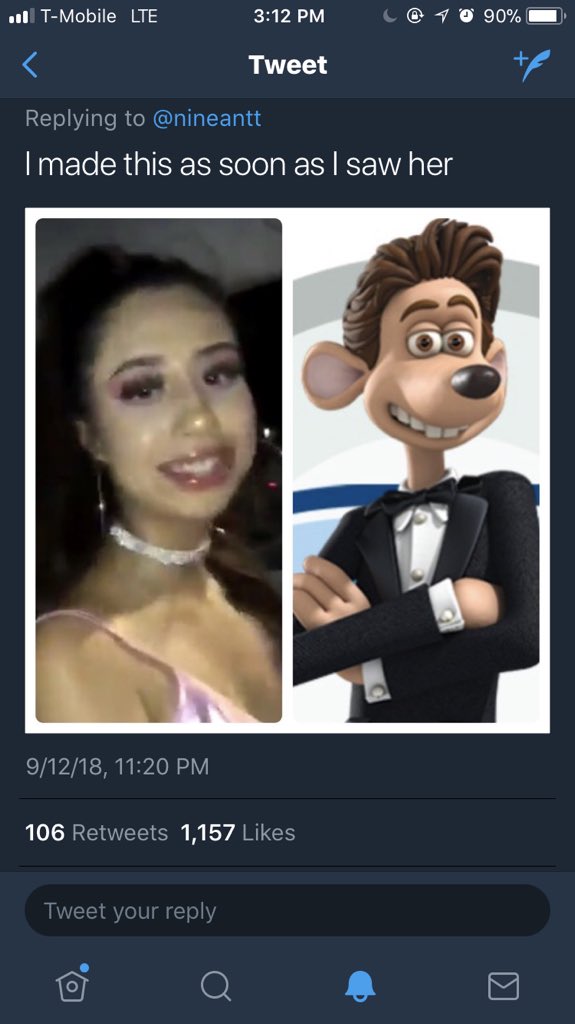 T-Mobile LTE 3:12 PM 90%
Tweet
Replying to @nineantt
I made this as soon as I saw her
9/12/18, 11:20 PM
106 Retweets 1,157 Likes
Tweet your reply